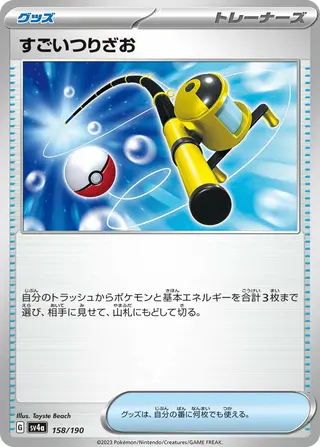 グッズ
トレーナーズ
すごいつりざお
自分のトラッシュからポケモンと基本エネルギーを合計3枚まで
選び、相手に見せて、山札にもどして切る。
Illus. Toyste Beach
G sv4a 158/190
グッズは、自分の番に何枚でも使える。
©2023 Pokémon/Nintendo/Creatures/GAME FREAK.